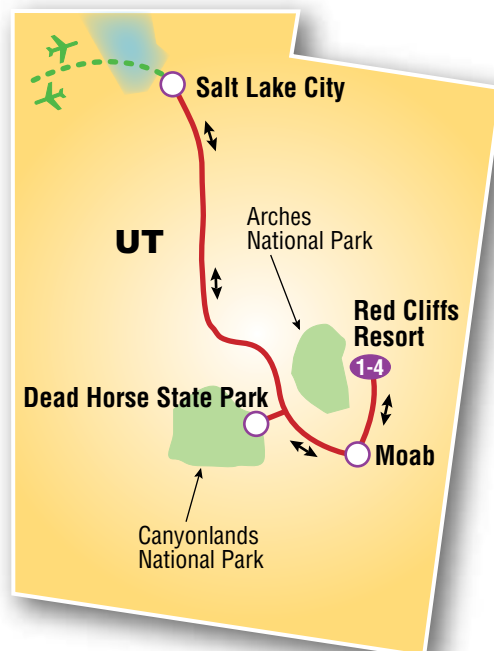 Salt Lake City
UT
Arches
National Park
Red Cliffs
Resort
1-4
Dead Horse State Park
Moab
Canyonlands
National Park